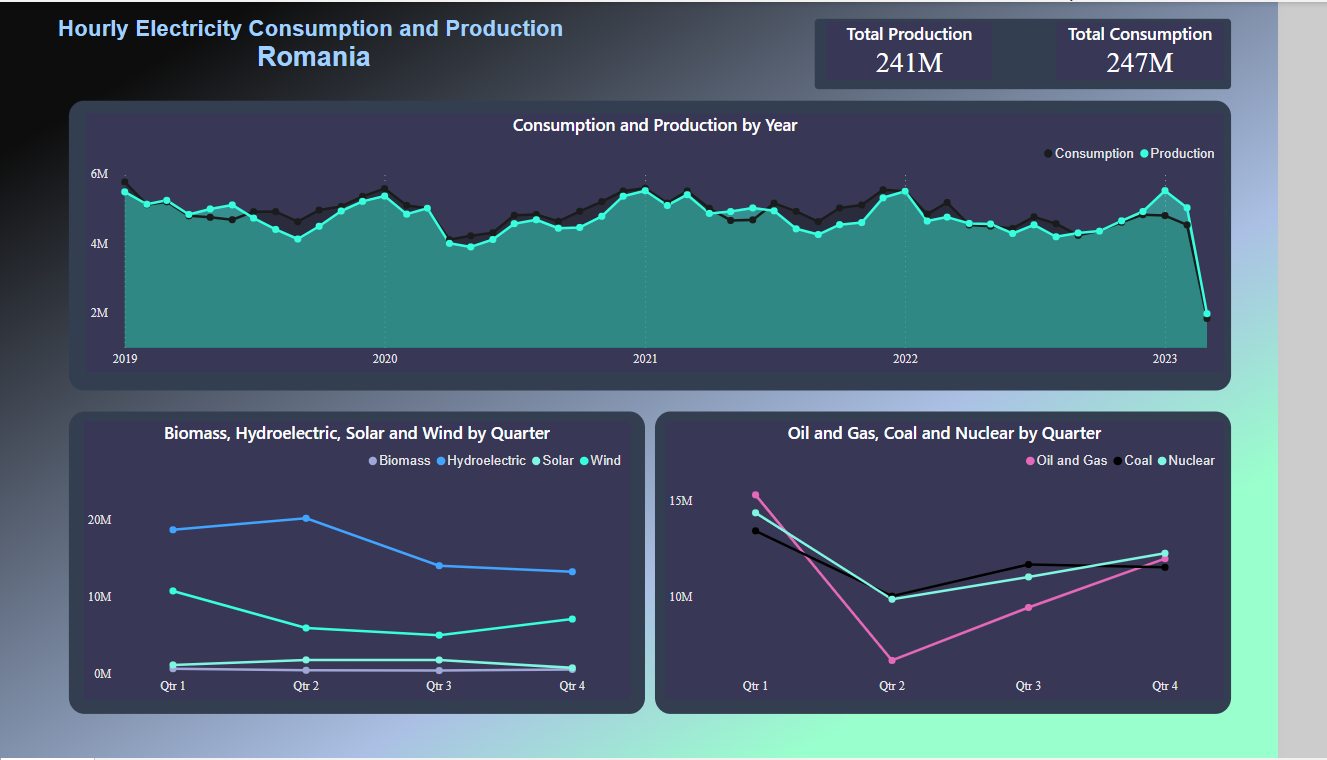 Hourly Electricity Consumption and Production
Romania
Total Production
241M
Total Consumption
247M
Consumption and Production by Year
Consumption Production
6M
4M
2M
2019 2020 2021 2022 2023
Biomass, Hydroelectric, Solar and Wind by Quarter
Biomass Hydroelectric Solar Wind
20M
10M
0M
Qtr 1 Qtr 2 Qtr 3 Qtr 4
Oil and Gas, Coal and Nuclear by Quarter
Oil and Gas Coal Nuclear
15M
10M
Qtr 1 Qtr 2 Qtr 3 Qtr 4